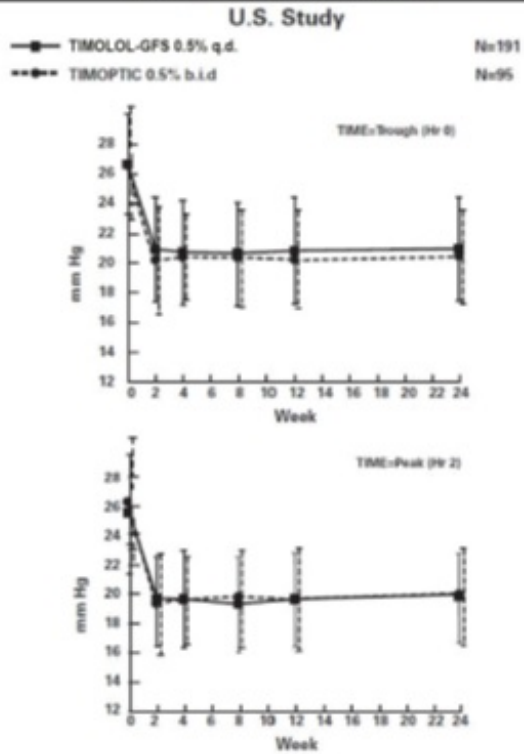 U.S. Study
TIMOLOL-GFS 0.5% q.d. N=191
TIMOPTIC 0.5% b.i.d N=95
TIME=Trough (Hr 0)
28
26
24
22
20
18
16
14
12
mm Hg
0 2 4 6 8 10 12 14 16 18 20 22 24
Week
TIME=Peak (Hr 2)
28
26
24
22
20
18
16
14
12
mm Hg
0 2 4 6 8 10 12 14 16 18 20 22 24
Week